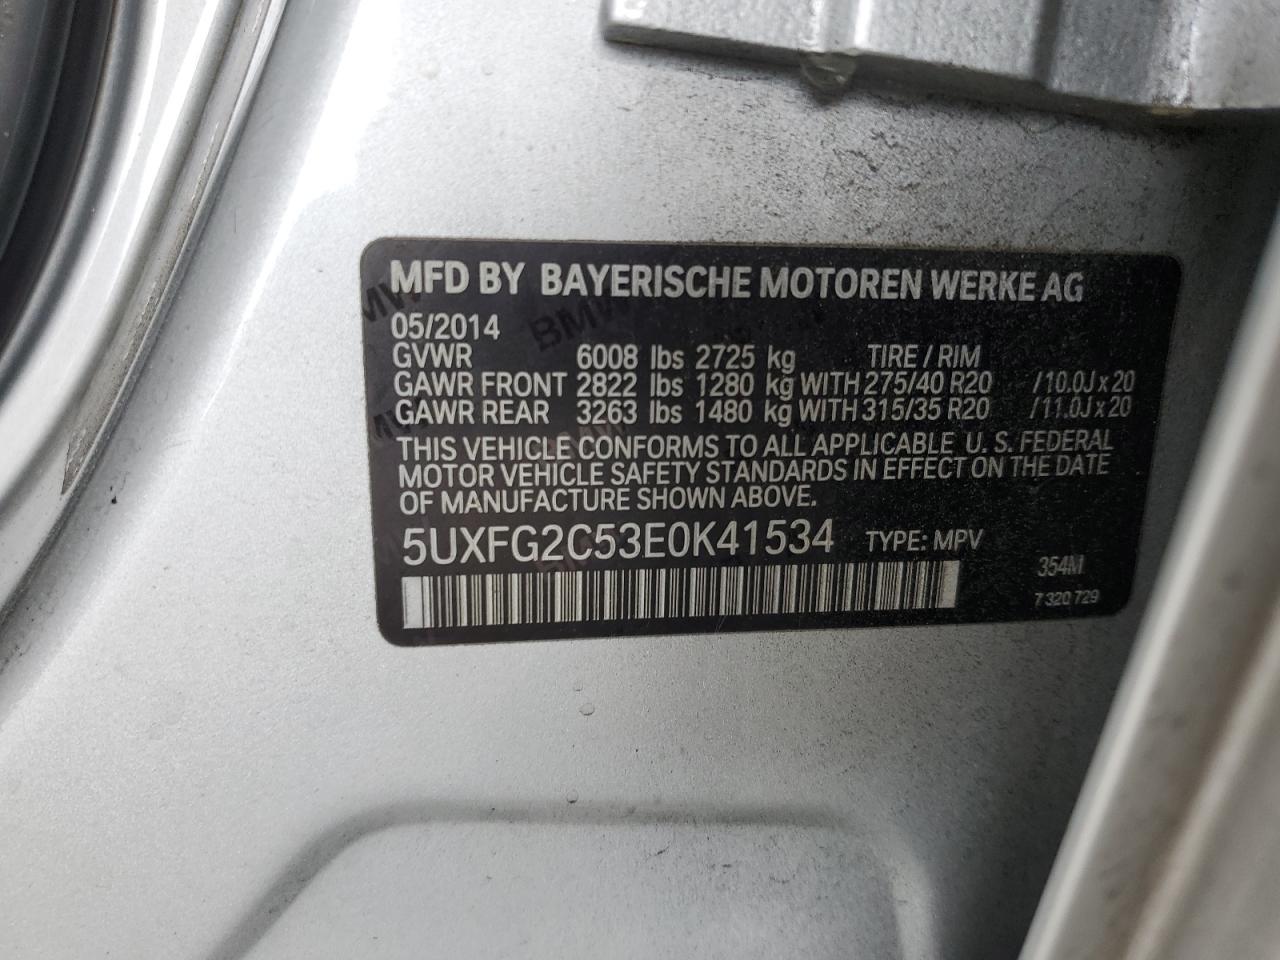 MFD BY BAYERISCHE MOTOREN WERKE AG
05/2014
GVWR 6008 lbs 2725 kg TIRE / RIM
GAWR FRONT 2822 lbs 1280 kg WITH 275/40 R20 /10.0J x 20
GAWR REAR 3263 lbs 1480 kg WITH 315/35 R20 /11.0J x 20
THIS VEHICLE CONFORMS TO ALL APPLICABLE U. S. FEDERAL
MOTOR VEHICLE SAFETY STANDARDS IN EFFECT ON THE DATE
OF MANUFACTURE SHOWN ABOVE.
5UXFG2C53E0K41534 TYPE: MPV
354M
7 320 729